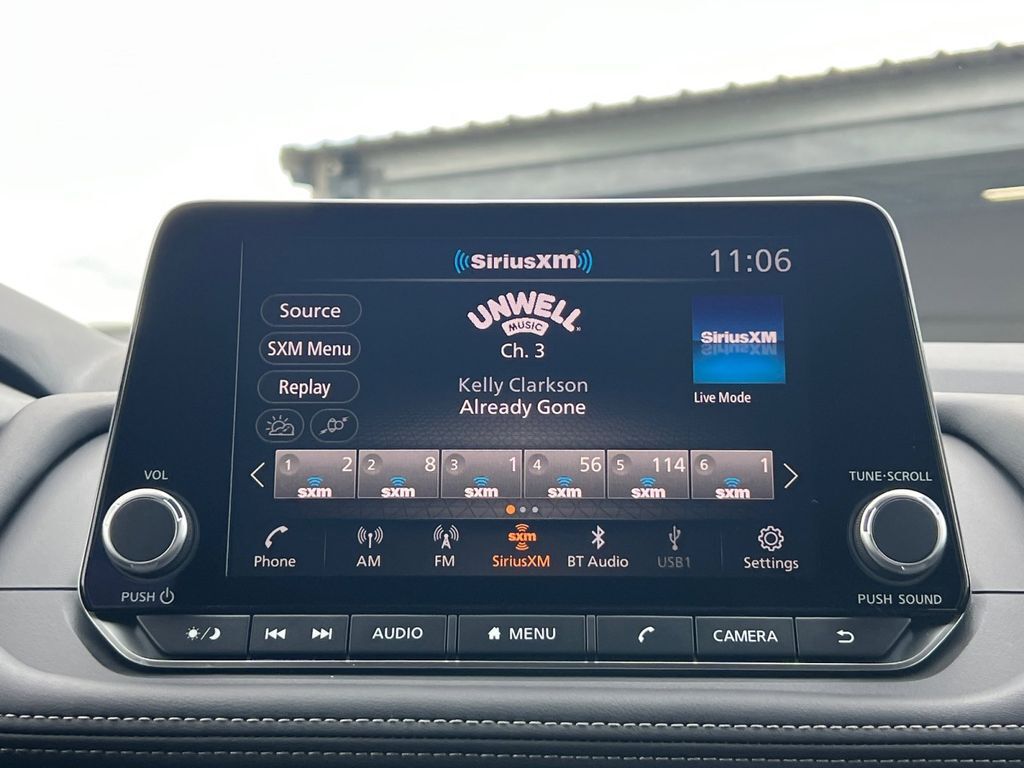 SiriusXM
11:06
Source
SXM Menu
Replay
UNWELL
MUSIC
Ch. 3
Kelly Clarkson
Already Gone
SiriusXM
Live Mode
1 2 sxm
2 8 sxm
3 1 sxm
4 56 sxm
5 114 sxm
6 1 sxm
Phone
AM
FM
sxm
SiriusXM
BT Audio
USB1
Settings
VOL
PUSH
TUNE·SCROLL
PUSH SOUND
AUDIO
MENU
CAMERA